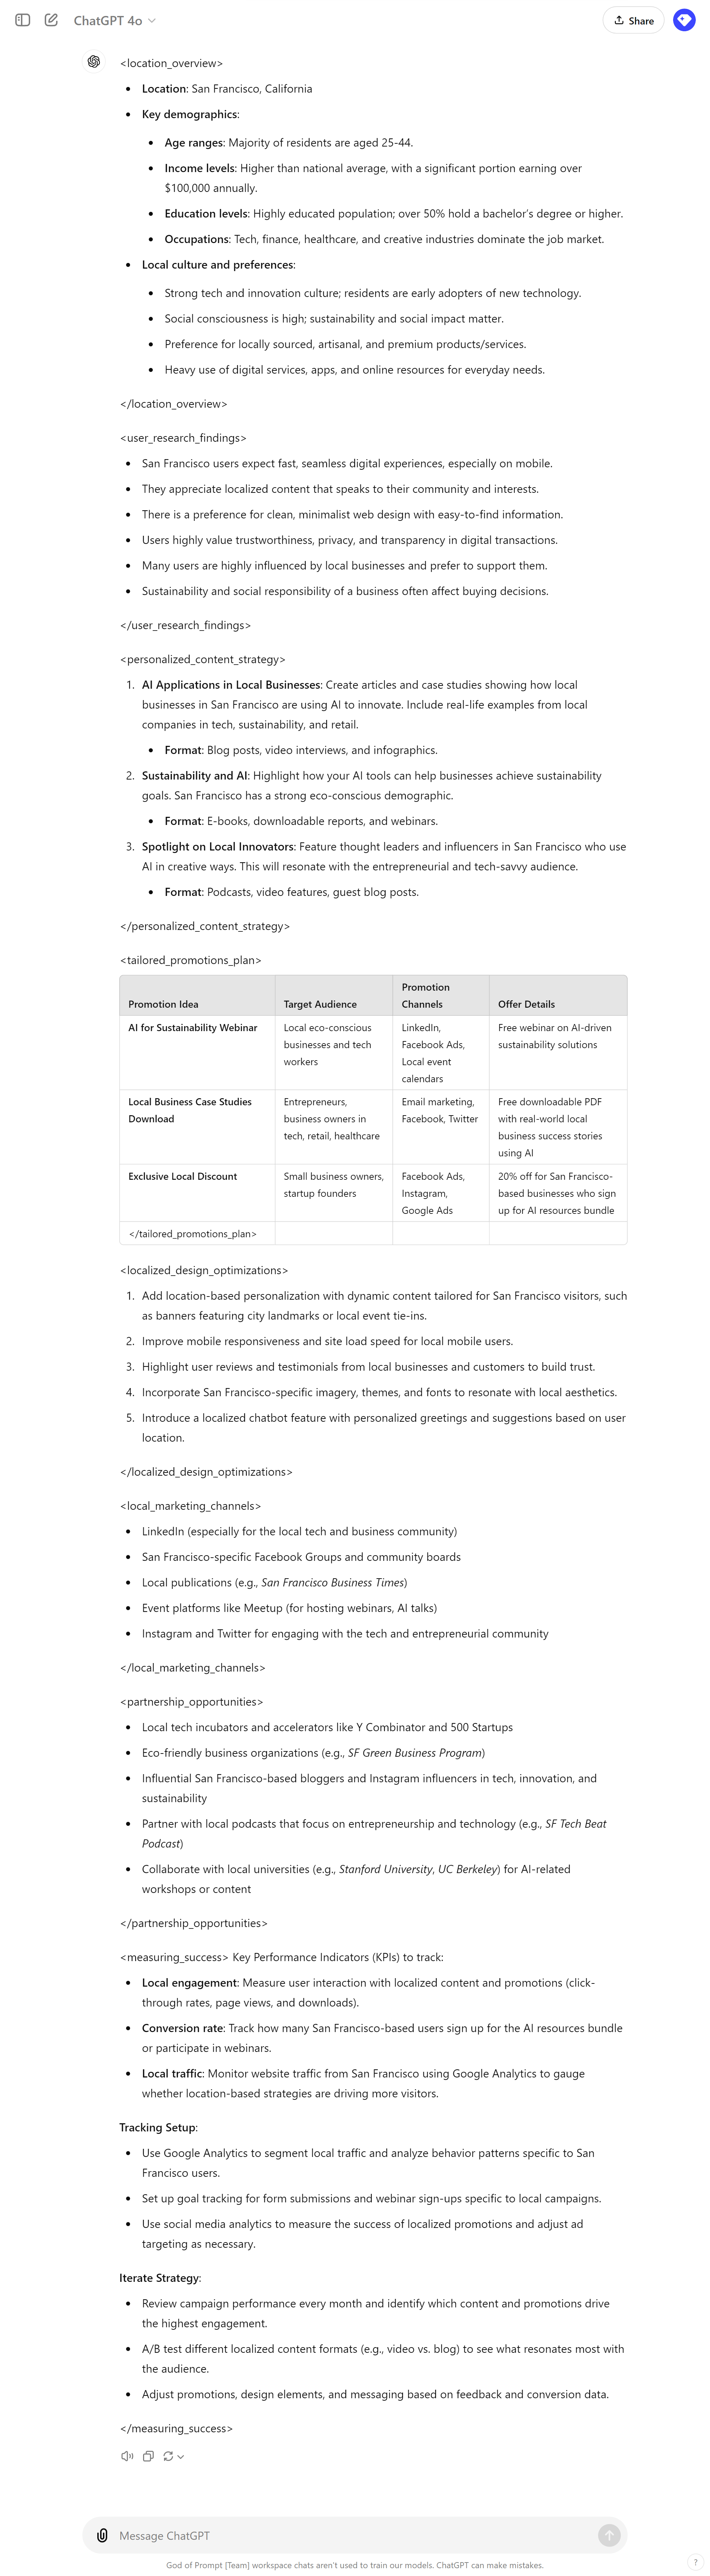 ChatGPT 4o
Share
<location_overview>
Location: San Francisco, California
Key demographics:
Age ranges: Majority of residents are aged 25-44.
Income levels: Higher than national average, with a significant portion earning over
$100,000 annually.
Education levels: Highly educated population; over 50% hold a bachelor's degree or higher.
Occupations: Tech, finance, healthcare, and creative industries dominate the job market.
Local culture and preferences:
Strong tech and innovation culture; residents are early adopters of new technology.
Social consciousness is high; sustainability and social impact matter.
Preference for locally sourced, artisanal, and premium products/services.
Heavy use of digital services, apps, and online resources for everyday needs.
</location_overview>
<user_research_findings>
San Francisco users expect fast, seamless digital experiences, especially on mobile.
They appreciate localized content that speaks to their community and interests.
There is a preference for clean, minimalist web design with easy-to-find information.
Users highly value trustworthiness, privacy, and transparency in digital transactions.
Many users are highly influenced by local businesses and prefer to support them.
Sustainability and social responsibility of a business often affect buying decisions.
</user_research_findings>
<personalized_content_strategy>
1. AI Applications in Local Businesses: Create articles and case studies showing how local
businesses in San Francisco are using AI to innovate. Include real-life examples from local
companies in tech, sustainability, and retail.
Format: Blog posts, video interviews, and infographics.
2. Sustainability and AI: Highlight how your AI tools can help businesses achieve sustainability
goals. San Francisco has a strong eco-conscious demographic.
Format: E-books, downloadable reports, and webinars.
3. Spotlight on Local Innovators: Feature thought leaders and influencers in San Francisco who use
AI in creative ways. This will resonate with the entrepreneurial and tech-savvy audience.
Format: Podcasts, video features, guest blog posts.
</personalized_content_strategy>
<tailored_promotions_plan>
Promotion Idea
Target Audience
Promotion
Channels
Offer Details
AI for Sustainability Webinar
Local eco-conscious
businesses and tech
workers
LinkedIn,
Facebook Ads,
Local event
calendars
Free webinar on AI-driven
sustainability solutions
Local Business Case Studies
Download
Entrepreneurs,
business owners in
tech, retail, healthcare
Email marketing,
Facebook, Twitter
Free downloadable PDF
with real-world local
business success stories
using AI
Exclusive Local Discount
Small business owners,
startup founders
Facebook Ads,
Instagram,
Google Ads
20% off for San Francisco-
based businesses who sign
up for AI resources bundle
</tailored_promotions_plan>
<localized_design_optimizations>
1. Add location-based personalization with dynamic content tailored for San Francisco visitors, such
as banners featuring city landmarks or local event tie-ins.
2. Improve mobile responsiveness and site load speed for local mobile users.
3. Highlight user reviews and testimonials from local businesses and customers to build trust.
4. Incorporate San Francisco-specific imagery, themes, and fonts to resonate with local aesthetics.
5. Introduce a localized chatbot feature with personalized greetings and suggestions based on user
location.
</localized_design_optimizations>
<local_marketing_channels>
LinkedIn (especially for the local tech and business community)
San Francisco-specific Facebook Groups and community boards
Local publications (e.g., San Francisco Business Times)
Event platforms like Meetup (for hosting webinars, AI talks)
Instagram and Twitter for engaging with the tech and entrepreneurial community
</local_marketing_channels>
<partnership_opportunities>
Local tech incubators and accelerators like Y Combinator and 500 Startups
Eco-friendly business organizations (e.g., SF Green Business Program)
Influential San Francisco-based bloggers and Instagram influencers in tech, innovation, and
sustainability
Partner with local podcasts that focus on entrepreneurship and technology (e.g., SF Tech Beat
Podcast)
Collaborate with local universities (e.g., Stanford University, UC Berkeley) for AI-related
workshops or content
</partnership_opportunities>
<measuring_success> Key Performance Indicators (KPIs) to track:
Local engagement: Measure user interaction with localized content and promotions (click-
through rates, page views, and downloads).
Conversion rate: Track how many San Francisco-based users sign up for the AI resources bundle
or participate in webinars.
Local traffic: Monitor website traffic from San Francisco using Google Analytics to gauge
whether location-based strategies are driving more visitors.
Tracking Setup:
Use Google Analytics to segment local traffic and analyze behavior patterns specific to San
Francisco users.
Set up goal tracking for form submissions and webinar sign-ups specific to local campaigns.
Use social media analytics to measure the success of localized promotions and adjust ad
targeting as necessary.
Iterate Strategy:
Review campaign performance every month and identify which content and promotions drive
the highest engagement.
A/B test different localized content formats (e.g., video vs. blog) to see what resonates most with
the audience.
Adjust promotions, design elements, and messaging based on feedback and conversion data.
</measuring_success>
Message ChatGPT
God of Prompt [Team] workspace chats aren't used to train our models. ChatGPT can make mistakes.
?